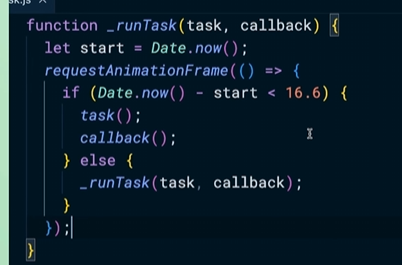 sk.js
function _runTask(task, callback) {
let start = Date.now();
requestAnimationFrame(() => {
if (Date.now() - start < 16.6) {
task();
callback();
} else {
_runTask(task, callback);
}
});
}